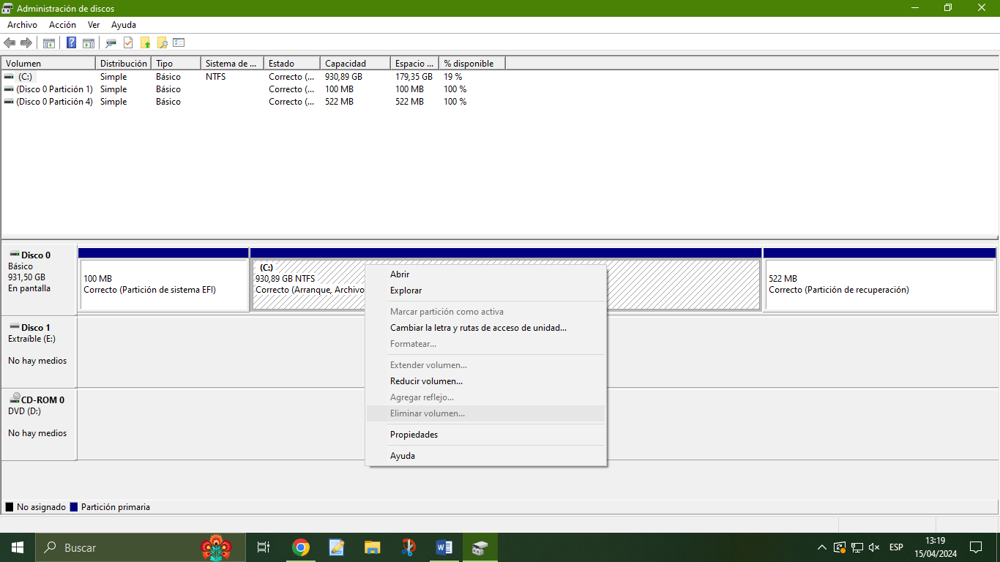 Administración de discos
Archivo Acción Ver Ayuda
Volumen Distribución Tipo Sistema de ... Estado Capacidad Espacio ... % disponible
(C:) Simple Básico NTFS Correcto (... 930,89 GB 179,35 GB 19 %
(Disco 0 Partición 1) Simple Básico Correcto (... 100 MB 100 MB 100 %
(Disco 0 Partición 4) Simple Básico Correcto (... 522 MB 522 MB 100 %
Disco 0
Básico
931,50 GB
En pantalla
100 MB
Correcto (Partición de sistema EFI)
(C:)
930,89 GB NTFS
Correcto (Arranque, Archivo
522 MB
Correcto (Partición de recuperación)
Abrir
Explorar
Marcar partición como activa
Cambiar la letra y rutas de acceso de unidad...
Formatear...
Extender volumen...
Reducir volumen...
Agregar reflejo...
Eliminar volumen...
Propiedades
Ayuda
Disco 1
Extraíble (E:)
No hay medios
CD-ROM 0
DVD (D:)
No hay medios
No asignado Partición primaria
Buscar
ESP
13:19
15/04/2024